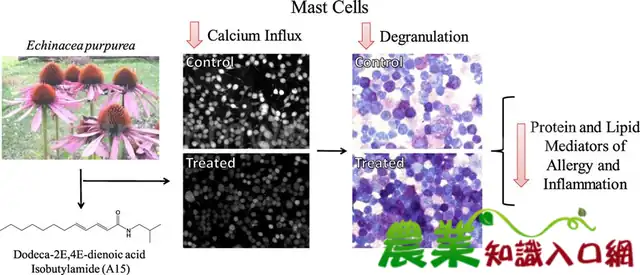 Mast Cells
Echinacea purpurea
Calcium Influx
Degranulation
Control
Treated
Control
Treated
Protein and Lipid
Mediators of
Allergy and
Inflammation
O
N
H
Dodeca-2E,4E-dienoic acid
Isobutylamide (A15)
農業知識入口網